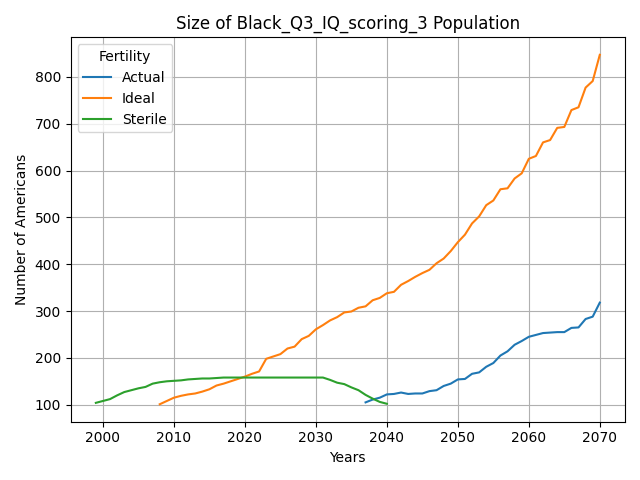 Size of Black_Q3_IQ_scoring_3 Population
Fertility
Actual
Ideal
Sterile
Number of Americans
800
700
600
500
400
300
200
100
2000 2010 2020 2030 2040 2050 2060 2070
Years